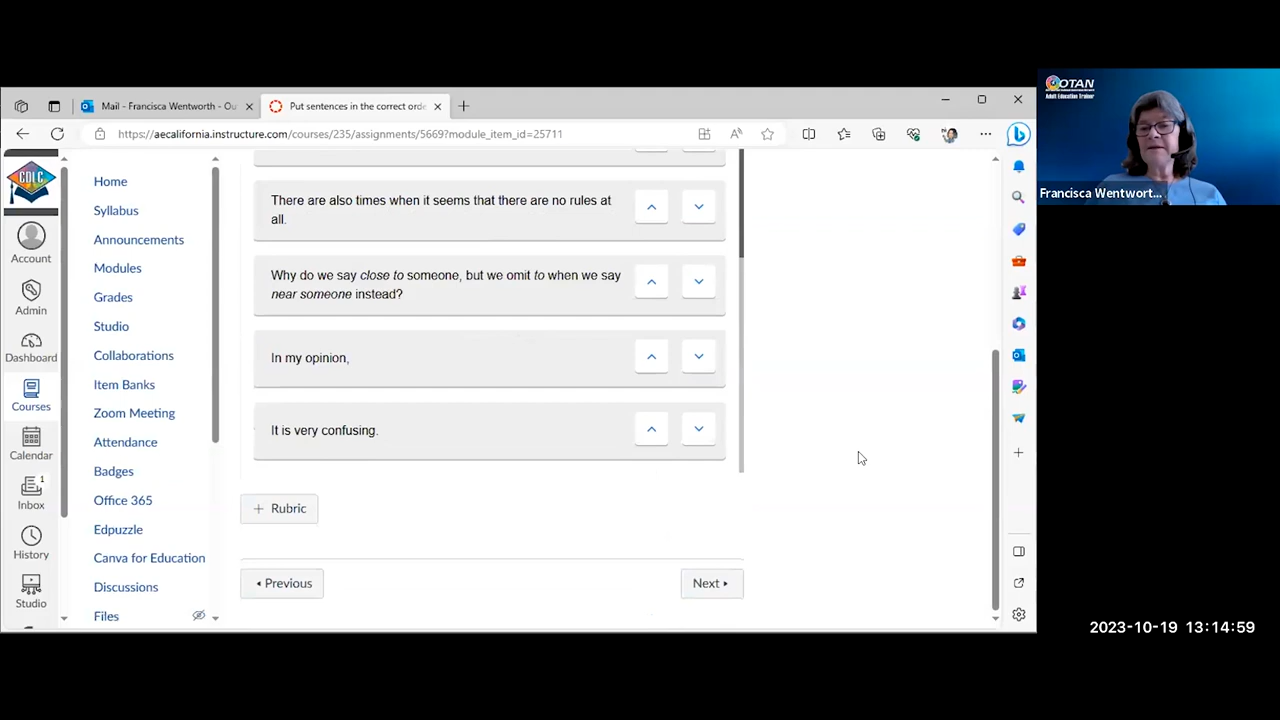 Mail - Francisca Wentworth - Ou
Put sentences in the correct orde
https://aecalifornia.instructure.com/courses/235/assignments/5669?module_item_id=25711
OTAN
Adult Education Trainer
Francisca Wentwort...
CDLC
Account
Admin
Dashboard
Courses
Calendar
1
Inbox
History
Studio
Home
Syllabus
Announcements
Modules
Grades
Studio
Collaborations
Item Banks
Zoom Meeting
Attendance
Badges
Office 365
Edpuzzle
Canva for Education
Discussions
Files
There are also times when it seems that there are no rules at
all.
Why do we say close to someone, but we omit to when we say
near someone instead?
In my opinion,
It is very confusing.
+ Rubric
Previous
Next
2023-10-19 13:14:59